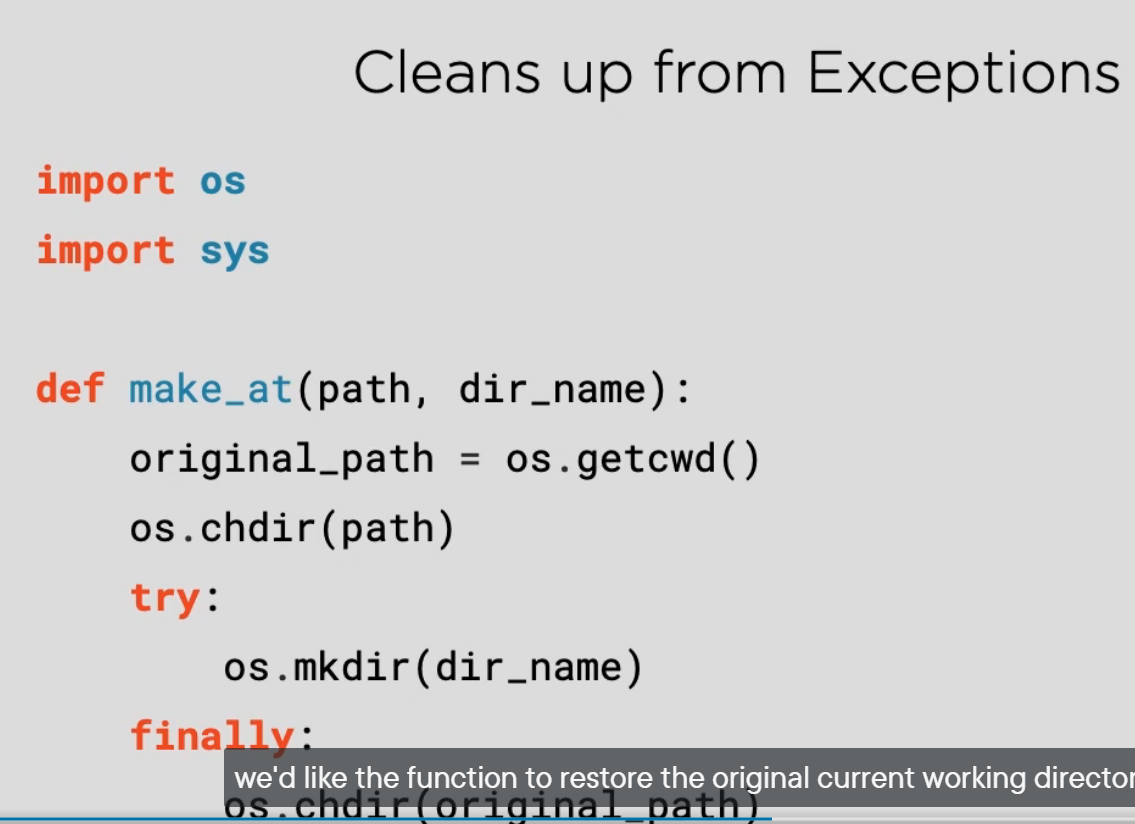 Cleans up from Exceptions
import os
import sys
def make_at(path, dir_name):
original_path = os.getcwd()
os.chdir(path)
try:
os.mkdir(dir_name)
finally:
we'd like the function to restore the original current working director
os.chdir(original_path)